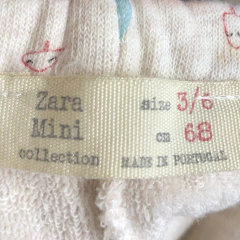 Zara size 3/6
Mini cm 68
collection MADE IN PORTUGAL